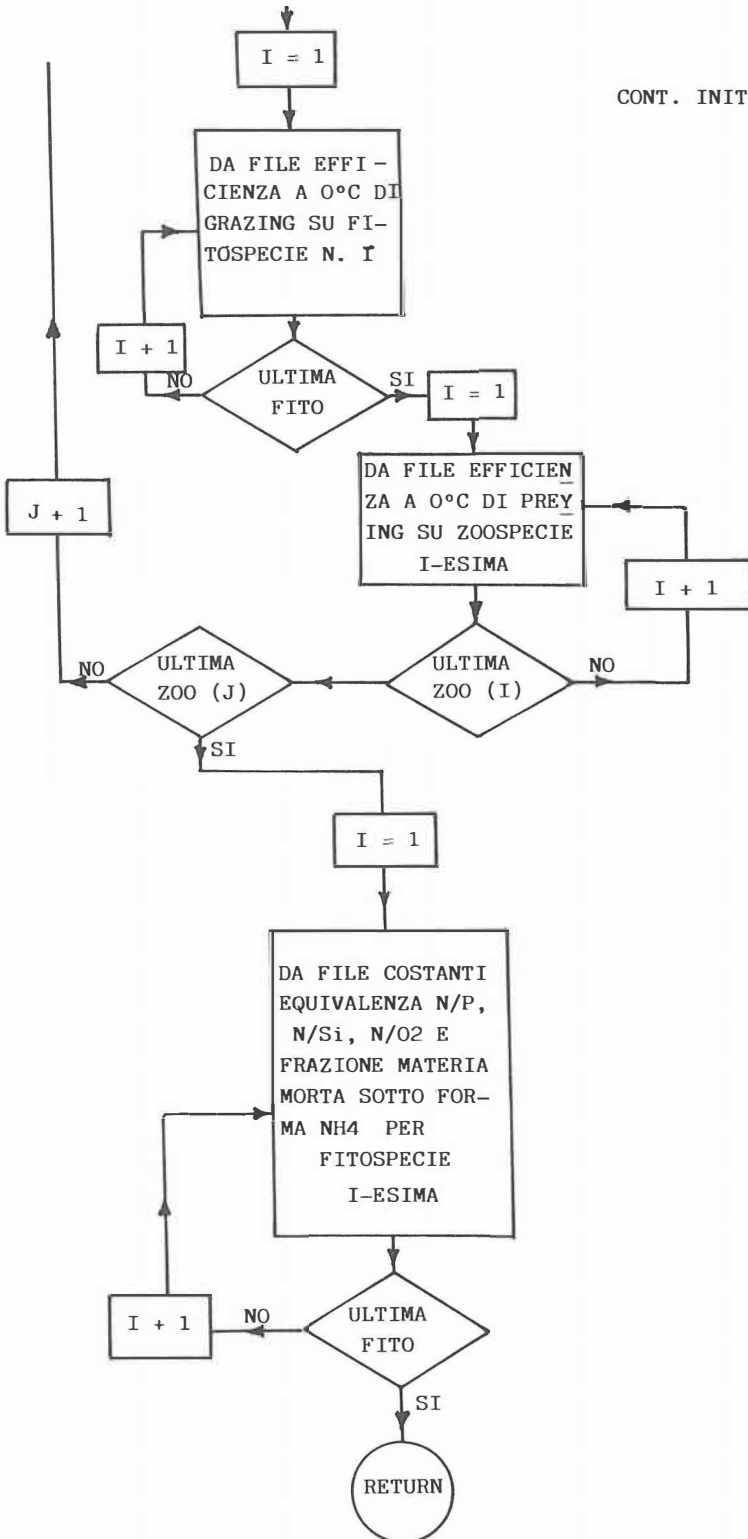 I = 1
CONT. INIT
DA FILE EFFI-
CIENZA A 0°C DI
GRAZING SU FI-
TOSPECIE N. I
I + 1
NO
ULTIMA
FITO
SI
I = 1
DA FILE EFFICIEN
ZA A 0°C DI PREY
ING SU ZOOSPECIE
I-ESIMA
J + 1
I + 1
NO
ULTIMA
ZOO (J)
ULTIMA
ZOO (I)
NO
SI
I = 1
DA FILE COSTANTI
EQUIVALENZA N/P,
N/Si, N/O2 E
FRAZIONE MATERIA
MORTA SOTTO FOR-
MA NH4 PER
FITOSPECIE
I-ESIMA
I + 1
NO
ULTIMA
FITO
SI
RETURN